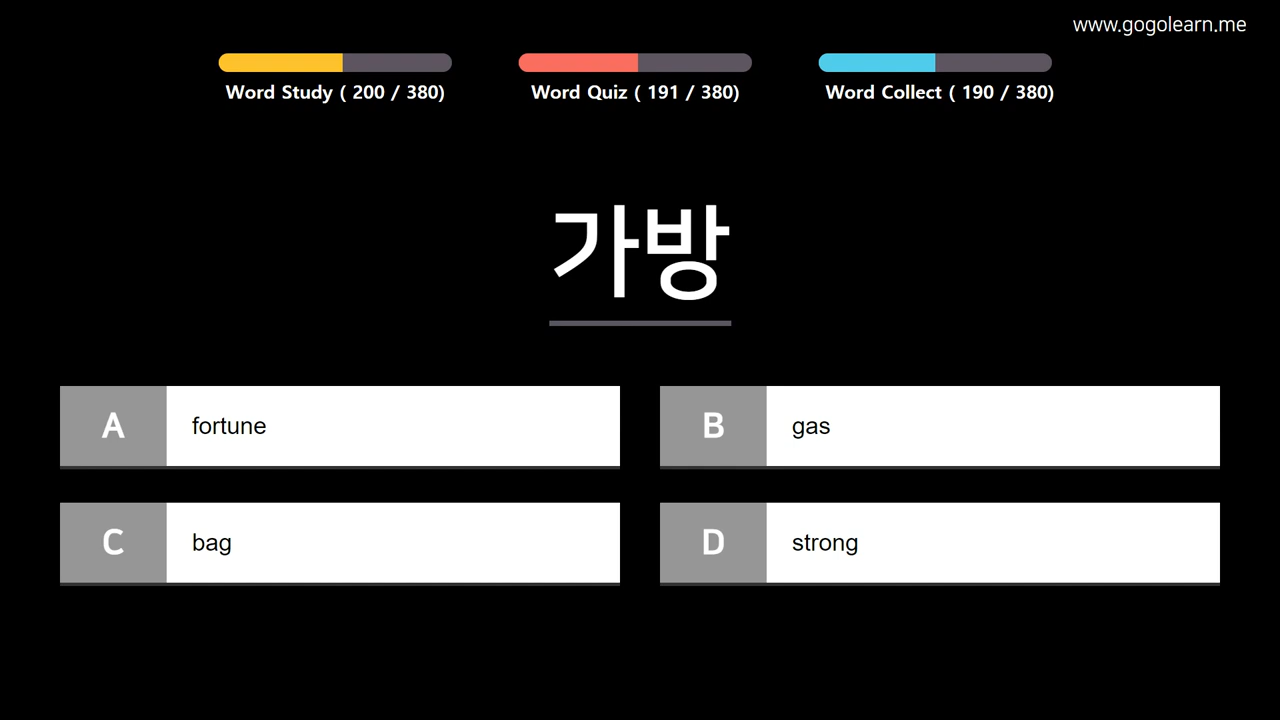 www.gogolearn.me
Word Study ( 200 / 380)
Word Quiz ( 191 / 380)
Word Collect ( 190 / 380)
가방
A fortune
B gas
C bag
D strong